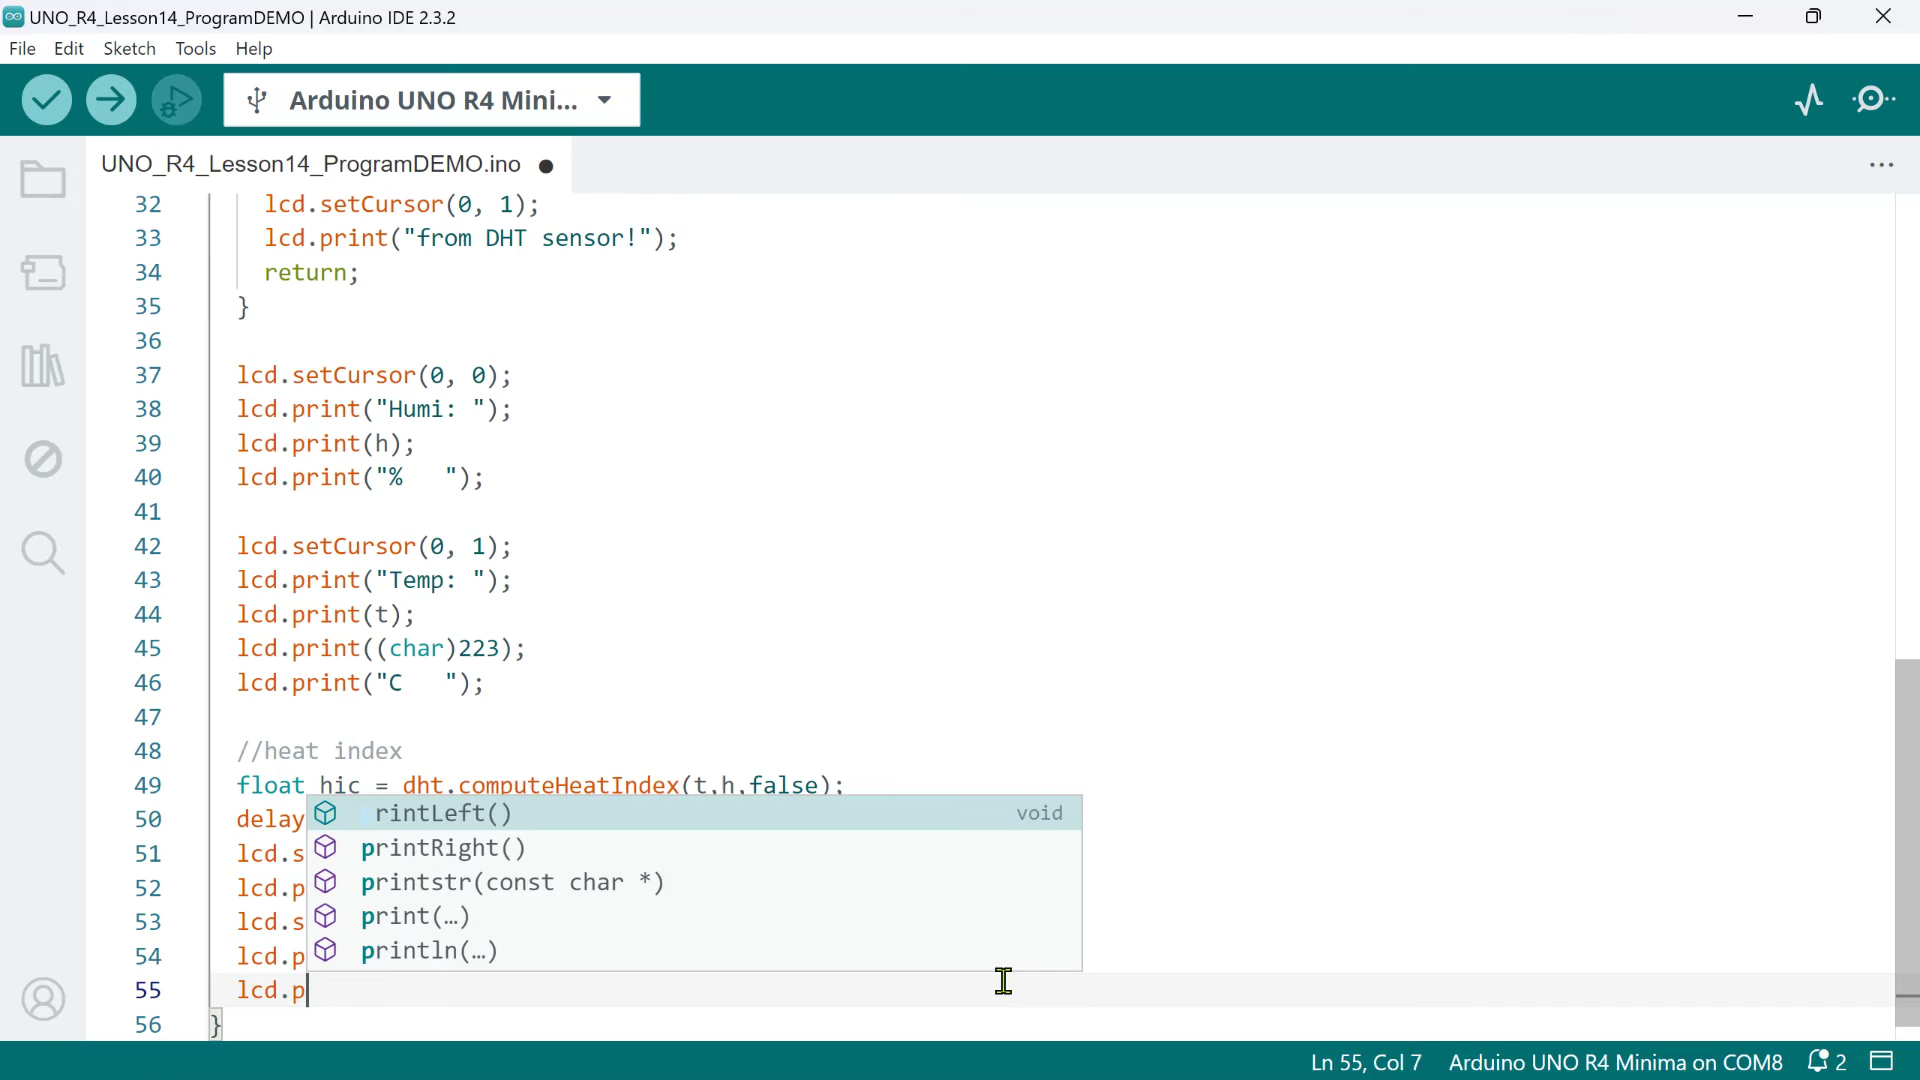 UNO_R4_Lesson14_ProgramDEMO | Arduino IDE 2.3.2
File Edit Sketch Tools Help
Arduino UNO R4 Mini...
UNO_R4_Lesson14_ProgramDEMO.ino
32 lcd.setCursor(0, 1);
33 lcd.print("from DHT sensor!");
34 return;
35 }
36
37 lcd.setCursor(0, 0);
38 lcd.print("Humi: ");
39 lcd.print(h);
40 lcd.print("%   ");
41
42 lcd.setCursor(0, 1);
43 lcd.print("Temp: ");
44 lcd.print(t);
45 lcd.print((char)223);
46 lcd.print("C   ");
47
48 //heat index
49 float hic = dht.computeHeatIndex(t,h,false);
50 delay
rintLeft() void
51 lcd.s
printRight()
52 lcd.p
printstr(const char *)
53 lcd.s
print(…)
54 lcd.p
println(…)
55 lcd.p
56 }
Ln 55, Col 7 Arduino UNO R4 Minima on COM8 2